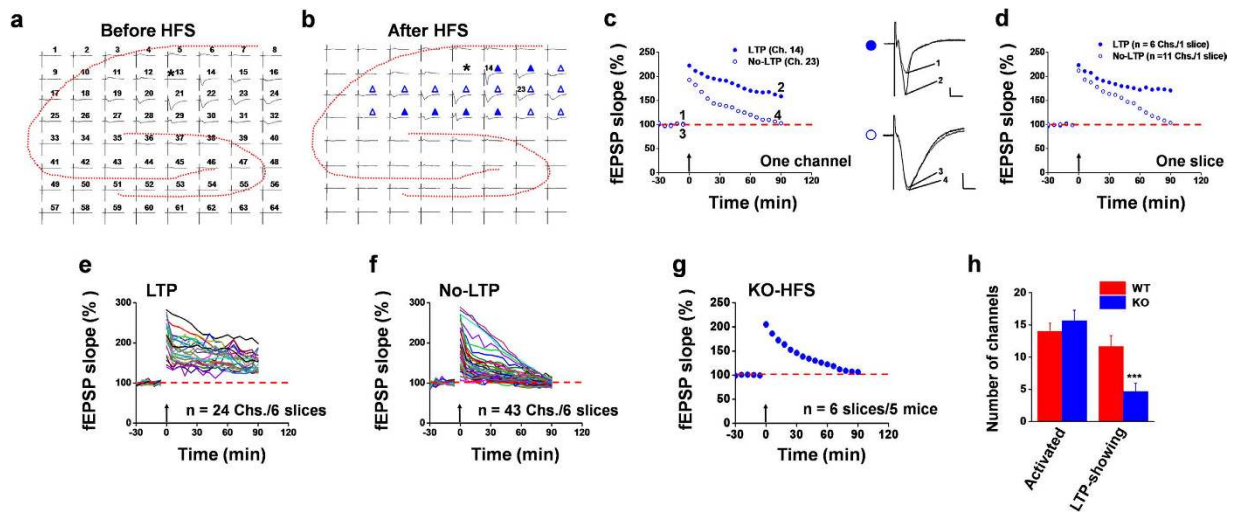 a
Before HFS
1 2 3 4 5 6 7 8
9 10 11 12 * 13 14 15 16
17 18 19 20 21 22 23 24
25 26 27 28 29 30 31 32
33 34 35 36 37 38 39 40
41 42 43 44 45 46 47 48
49 50 51 52 53 54 55 56
57 58 59 60 61 62 63 64
b
After HFS
* 14
23
c
LTP (Ch. 14)
No-LTP (Ch. 23)
fEPSP slope (%)
250
200
150
100
50
0
1
3
2
4
One channel
-30 0 30 60 90 120
Time (min)
1
2
3
4
d
LTP (n = 6 Chs./1 slice)
No-LTP (n =11 Chs./1 slice)
fEPSP slope (%)
250
200
150
100
50
0
One slice
-30 0 30 60 90 120
Time (min)
e
LTP
fEPSP slope (% )
300
200
100
0
n = 24 Chs./6 slices
-30 0 30 60 90 120
Time (min)
f
No-LTP
fEPSP slope (% )
300
200
100
0
n = 43 Chs./6 slices
-30 0 30 60 90 120
Time (min)
g
KO-HFS
fEPSP slope (% )
250
200
150
100
50
0
n = 6 slices/5 mice
-30 0 30 60 90 120
Time (min)
h
WT
KO
Number of channels
20
15
10
5
0
***
Activated
LTP-showing